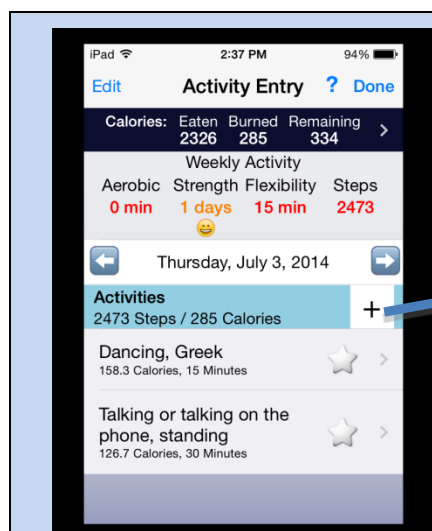 iPad 2:37 PM 94%
Edit Activity Entry ? Done
Calories: Eaten Burned Remaining
2326 285 334 >
Weekly Activity
Aerobic Strength Flexibility Steps
0 min 1 days 15 min 2473
Thursday, July 3, 2014
Activities
2473 Steps / 285 Calories +
Dancing, Greek
158.3 Calories, 15 Minutes
Talking or talking on the
phone, standing
126.7 Calories, 30 Minutes